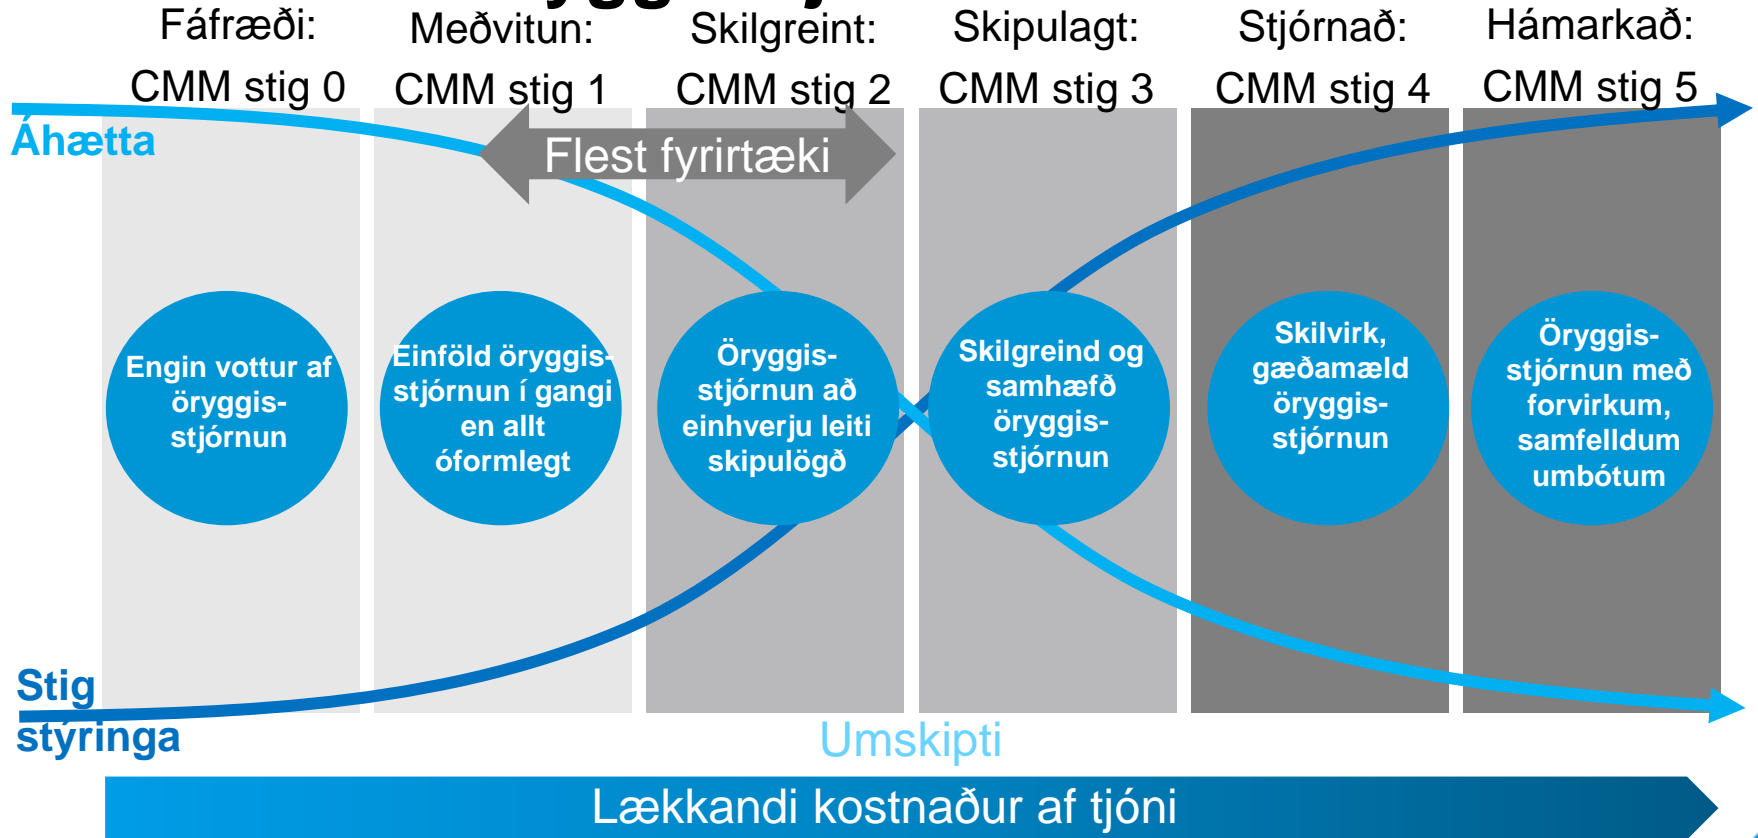 Fáfræði:
CMM stig 0
Meðvitun:
CMM stig 1
Skilgreint:
CMM stig 2
Skipulagt:
CMM stig 3
Stjórnað:
CMM stig 4
Hámarkað:
CMM stig 5
Áhætta
Flest fyrirtæki
Engin vottur af
öryggis-
stjórnun
Einföld öryggis-
stjórnun í gangi
en allt
óformlegt
Öryggis-
stjórnun að
einhverju leiti
skipulögð
Skilgreind og
samhæfð
öryggis-
stjórnun
Skilvirk,
gæðamæld
öryggis-
stjórnun
Öryggis-
stjórnun með
forvirkum,
samfelldum
umbótum
Stig
stýringa
Umskipti
Lækkandi kostnaður af tjóni